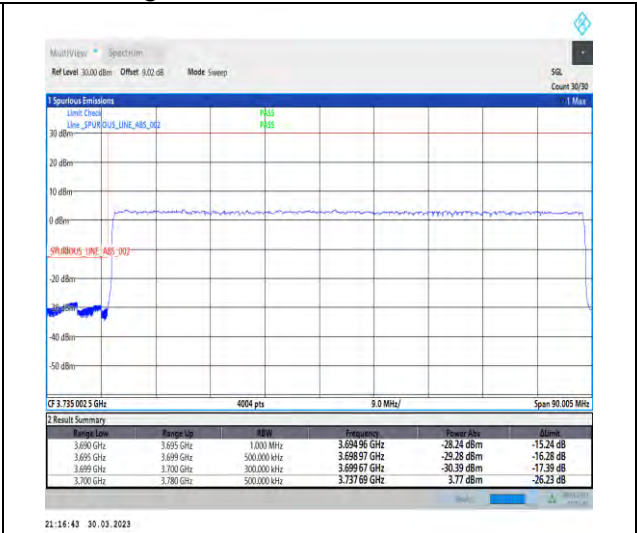 MultiView Spectrum
Ref Level 30.00 dBm Offset 9.02 dB Mode Sweep SGL
Count 30/30
1 Spurious Emissions 1 Max
Limit Check PASS
Line _SPURIOUS_LINE_ABS_002 PASS
30 dBm
20 dBm
10 dBm
0 dBm
_SPURIOUS_LINE_ABS_002
-20 dBm
-30 dBm
-40 dBm
-50 dBm
CF 3.735 002 5 GHz 4004 pts 9.0 MHz/ Span 90.005 MHz
2 Result Summary
Range Low Range Up RBW Frequency Power Abs ΔLimit
3.690 GHz 3.695 GHz 1.000 MHz 3.694 96 GHz -28.24 dBm -15.24 dB
3.695 GHz 3.699 GHz 500.000 kHz 3.698 97 GHz -29.28 dBm -16.28 dB
3.699 GHz 3.700 GHz 300.000 kHz 3.699 67 GHz -30.39 dBm -17.39 dB
3.700 GHz 3.780 GHz 500.000 kHz 3.737 69 GHz 3.77 dBm -26.23 dB
21:16:43 30.03.2023